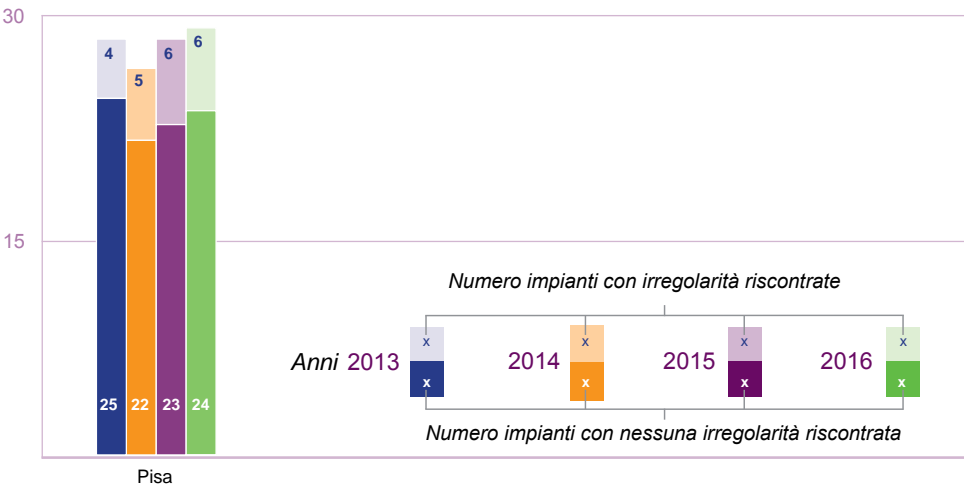 30
4
5
6
6
15
25
22
23
24
Pisa
Numero impianti con irregolarità riscontrate
x
x
x
x
Anni 2013
2014
2015
2016
x
x
x
x
Numero impianti con nessuna irregolarità riscontrata